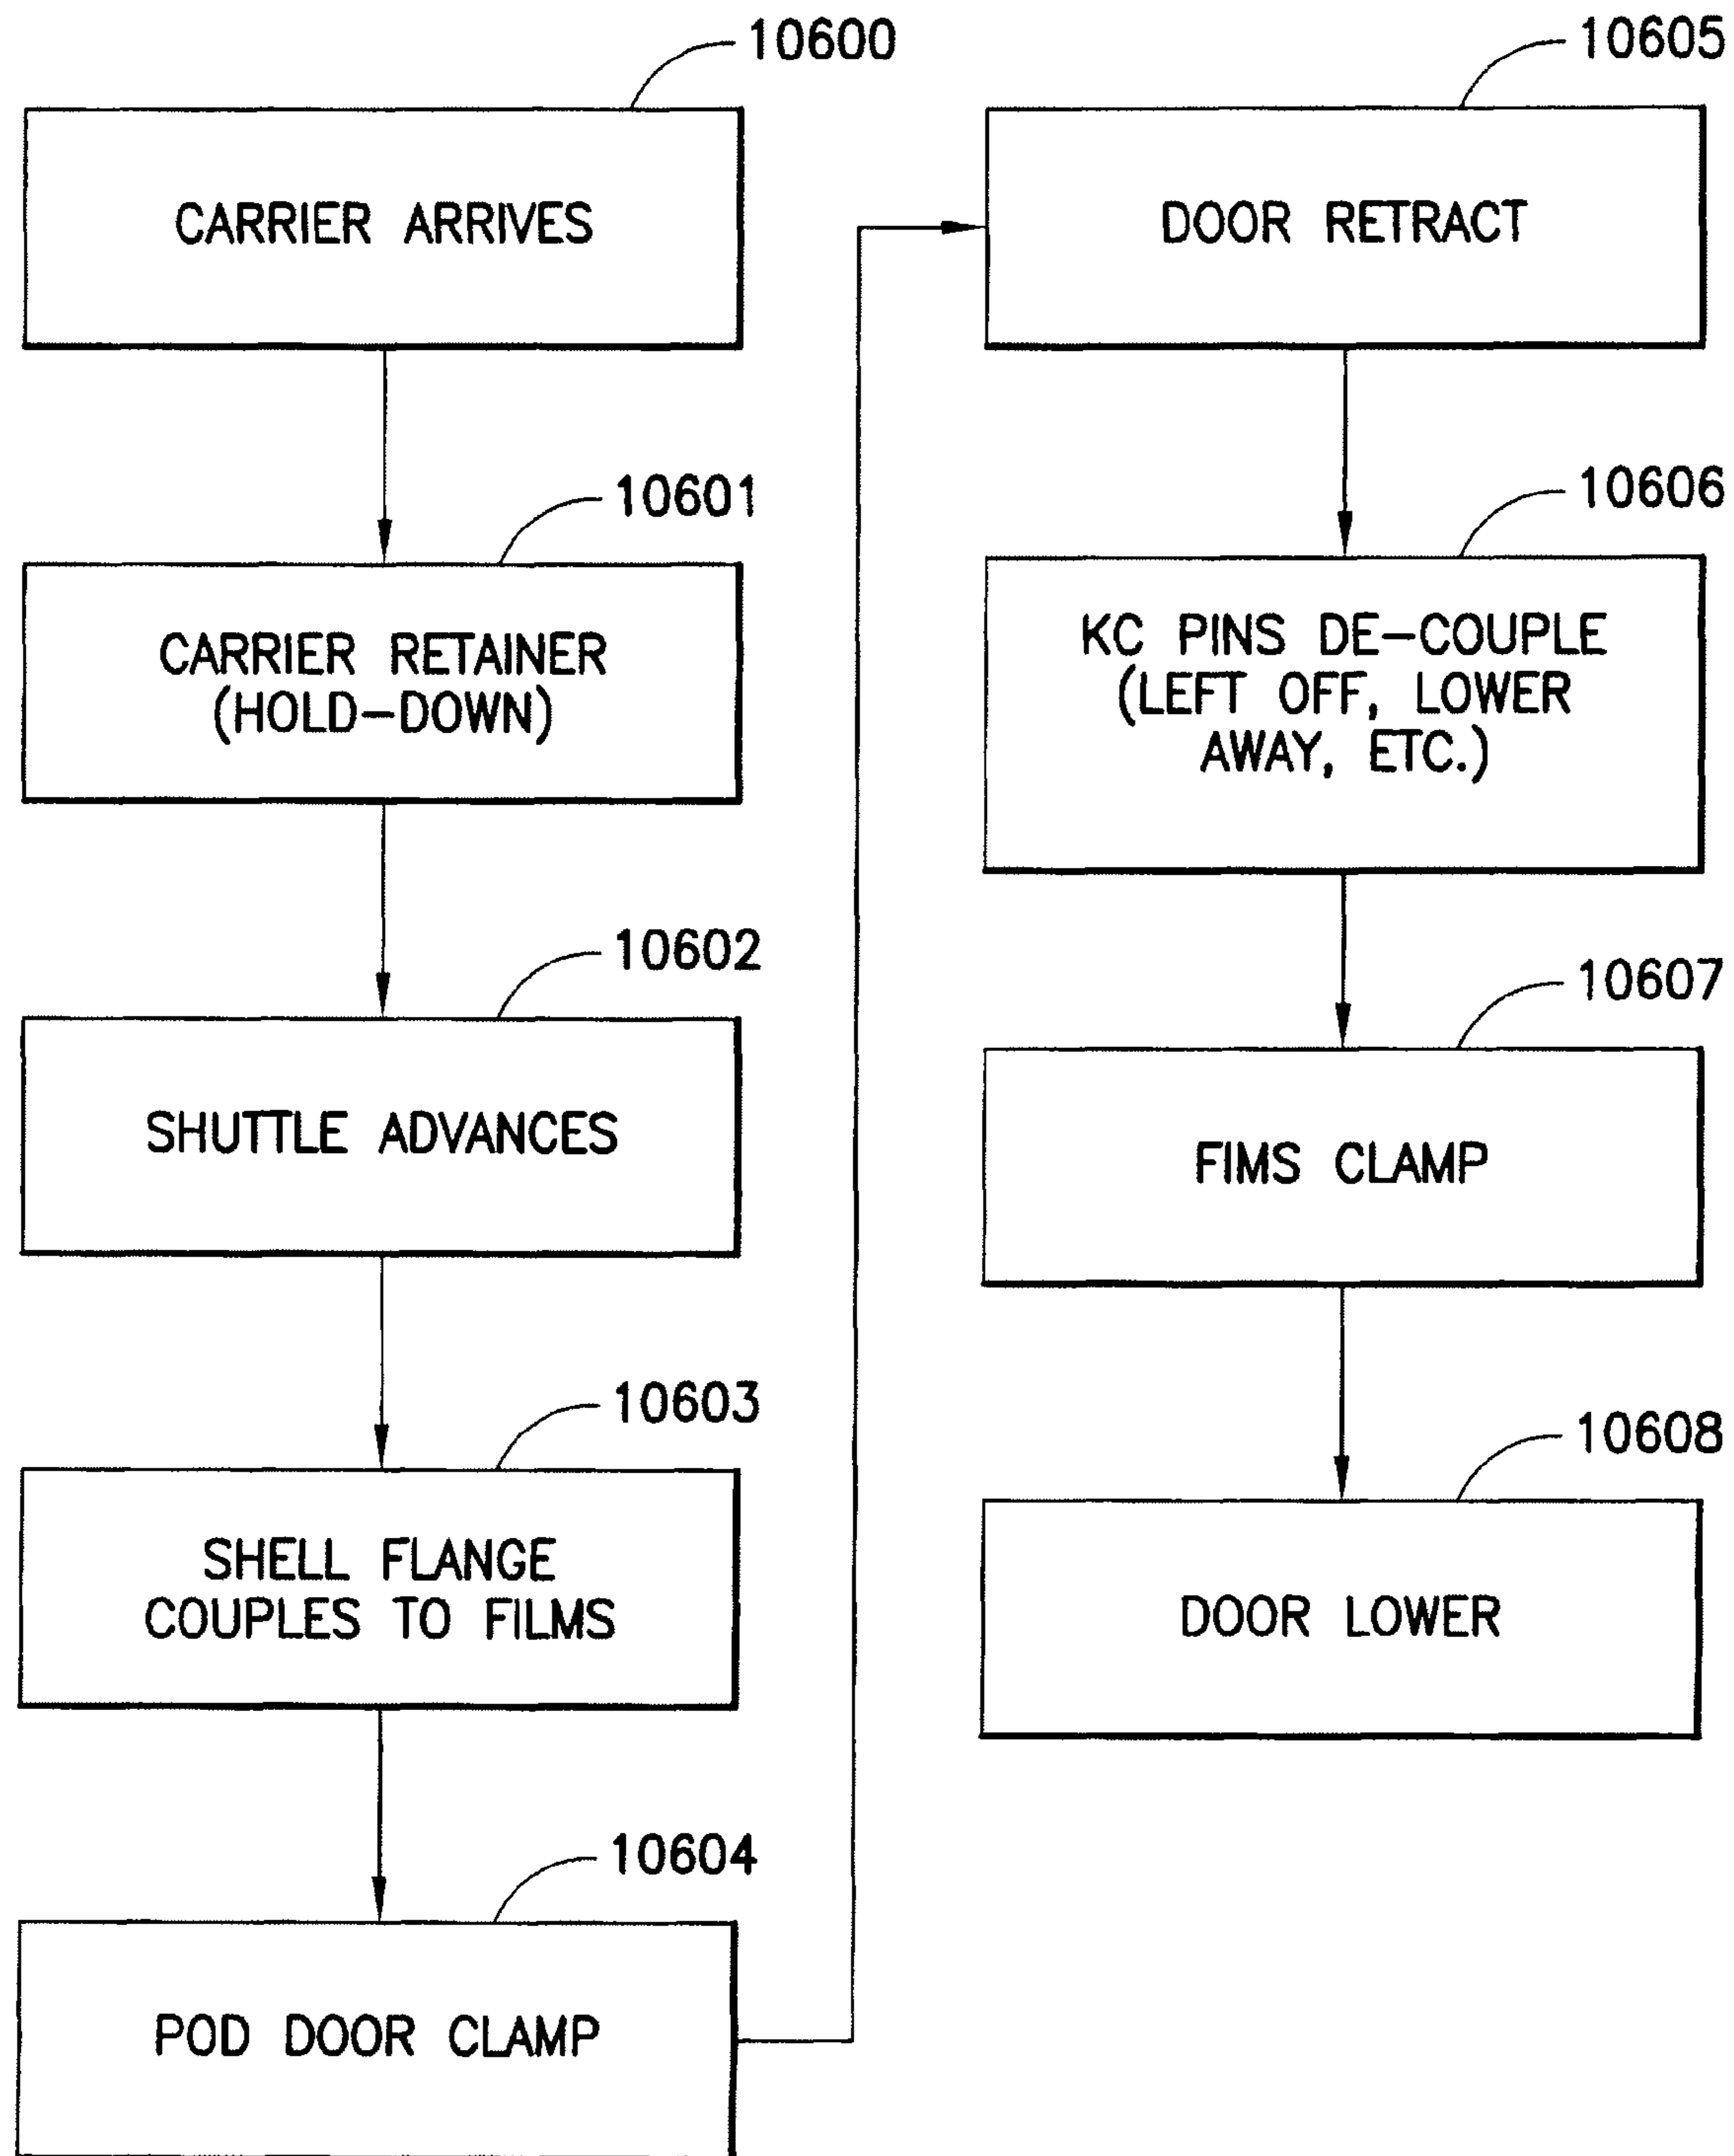 10600
CARRIER ARRIVES
10601
CARRIER RETAINER
(HOLD-DOWN)
10602
SHUTTLE ADVANCES
10603
SHELL FLANGE
COUPLES TO FILMS
10604
POD DOOR CLAMP
10605
DOOR RETRACT
10606
KC PINS DE-COUPLE
(LEFT OFF, LOWER
AWAY, ETC.)
10607
FIMS CLAMP
10608
DOOR LOWER